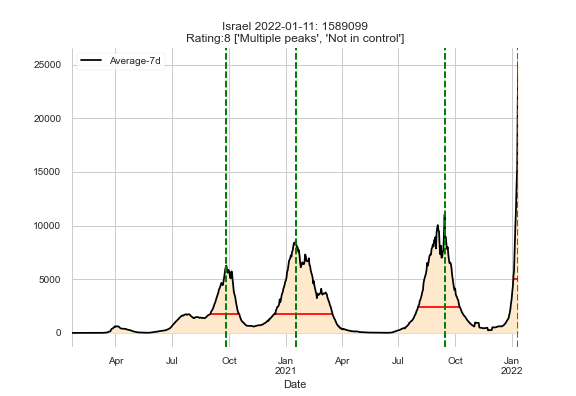 Israel 2022-01-11: 1589099
Rating:8 ['Multiple peaks', 'Not in control']
Average-7d
25000
20000
15000
10000
5000
0
Apr Jul Oct Jan Apr Jul Oct Jan
2021 2022
Date